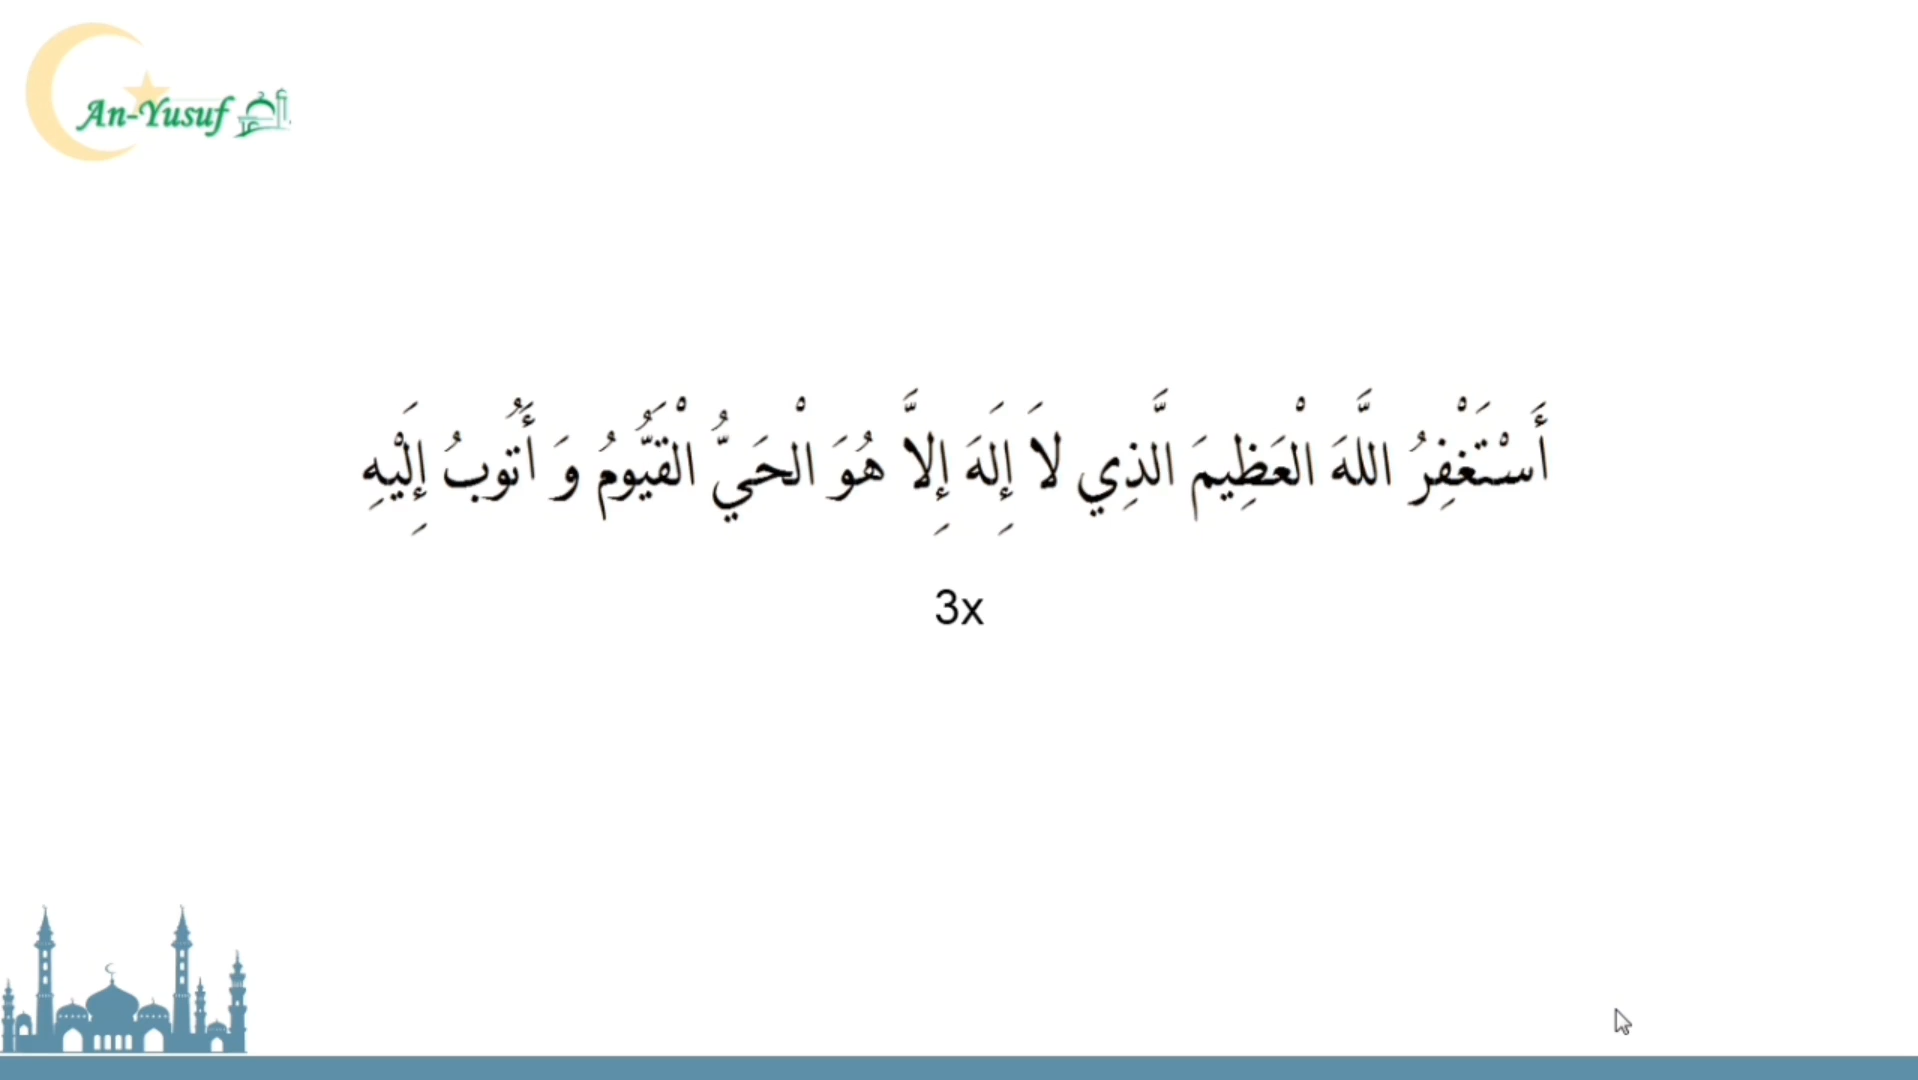 An-Yusuf
أَسْتَغْفِرُ اللَّهَ الْعَظِيمَ الَّذِي لاَ إِلَهَ إِلاَّ هُوَ الْحَيُّ الْقَيُّومُ وَ أَتُوبُ إِلَيْهِ
3x